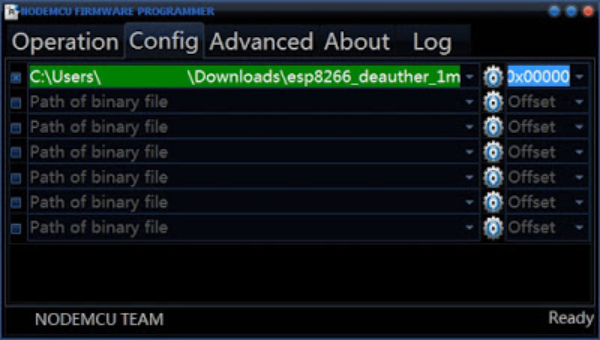 NODEMCU FIRMWARE PROGRAMMER
Operation Config Advanced About Log
C:\Users\ \Downloads\esp8266_deauther_1m 0x00000
Path of binary file Offset
Path of binary file Offset
Path of binary file Offset
Path of binary file Offset
Path of binary file Offset
Path of binary file Offset
NODEMCU TEAM Ready